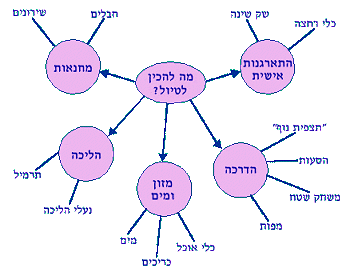 מה להכין
לטיול?
התארגנות
אישית
שק שינה
כלי רחצה
הדרכה
"תצפית נוף"
הסעות
משחק שטח
מפות
מזון
ומים
כלי אוכל
כריכים
מים
הליכה
נעלי הליכה
תרמיל
מחנאות
שירונים
חבלים